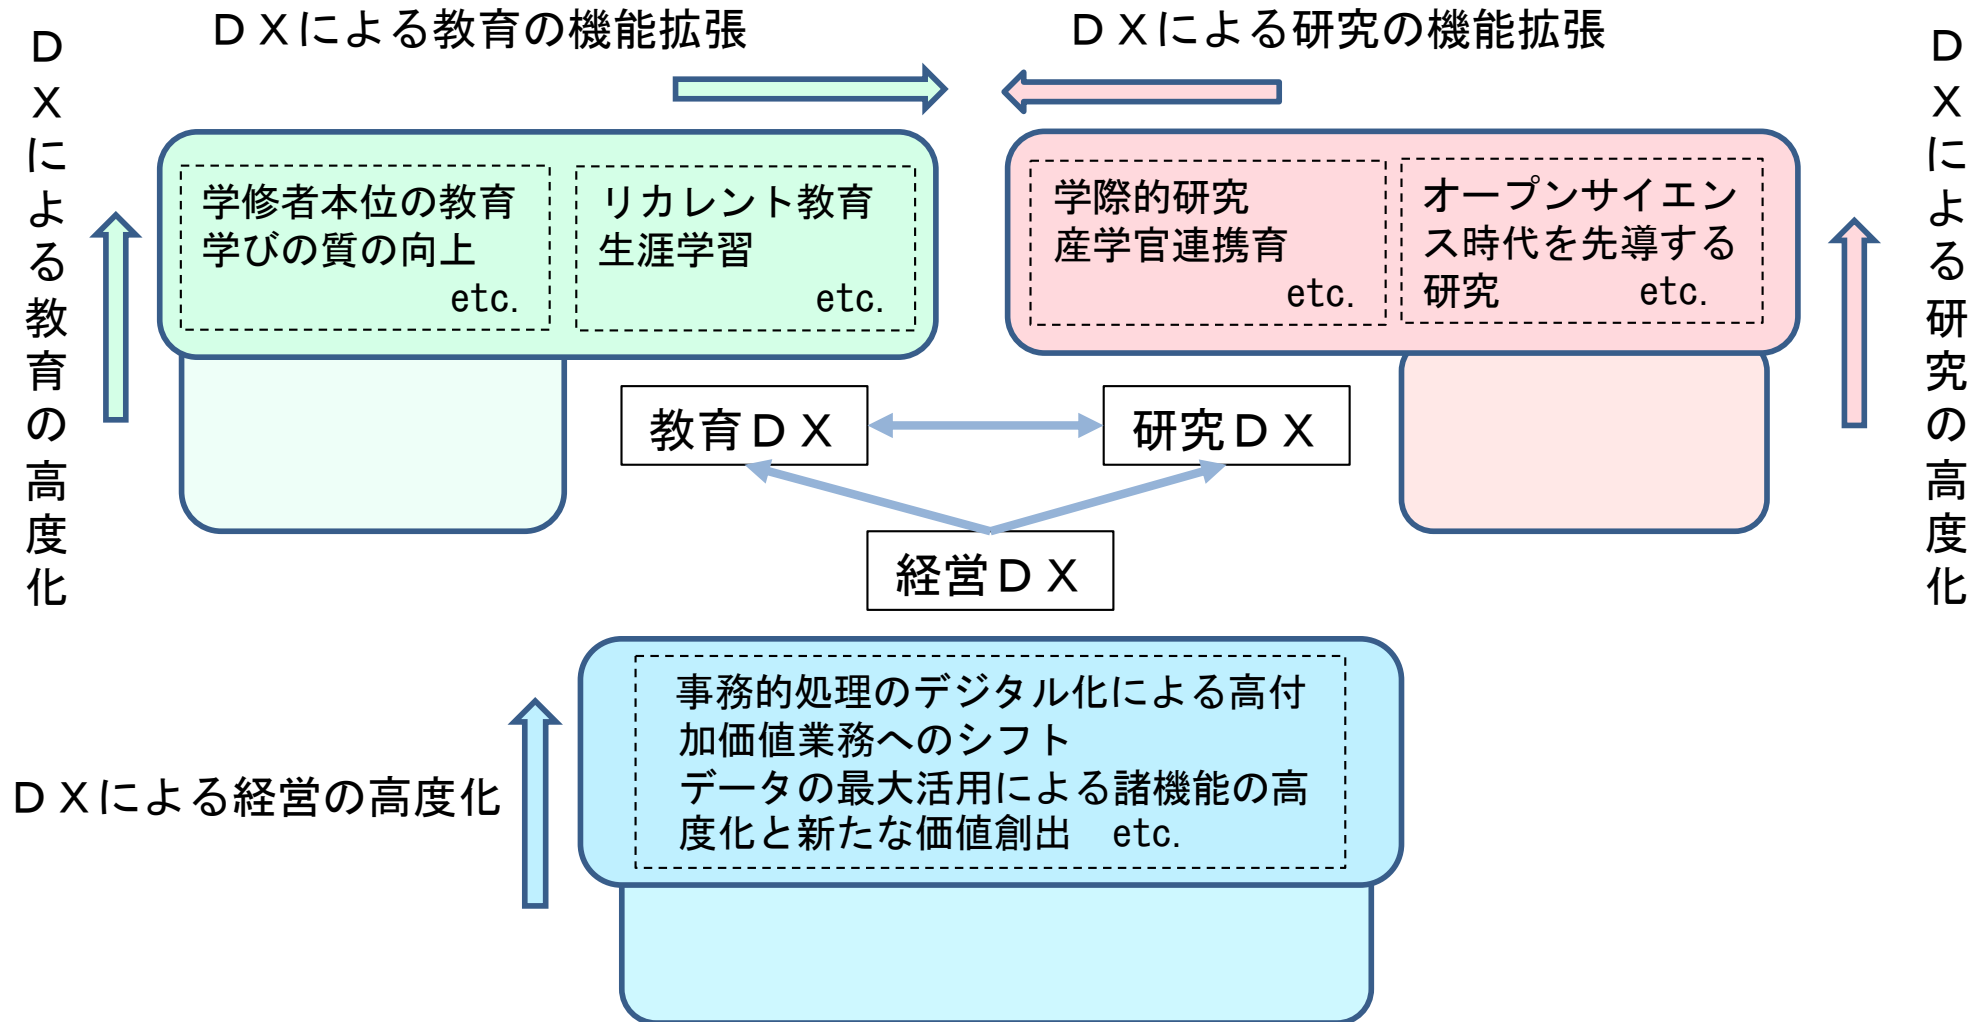 ＤＸによる教育の機能拡張
ＤＸによる研究の機能拡張
ＤＸによる教育の高度化
学修者本位の教育
学びの質の向上
etc.
リカレント教育
生涯学習
etc.
学際的研究
産学官連携育
etc.
オープンサイエン
ス時代を先導する
研究 etc.
ＤＸによる研究の高度化
教育ＤＸ
研究ＤＸ
経営ＤＸ
事務的処理のデジタル化による高付
加価値業務へのシフト
データの最大活用による諸機能の高
度化と新たな価値創出 etc.
ＤＸによる経営の高度化